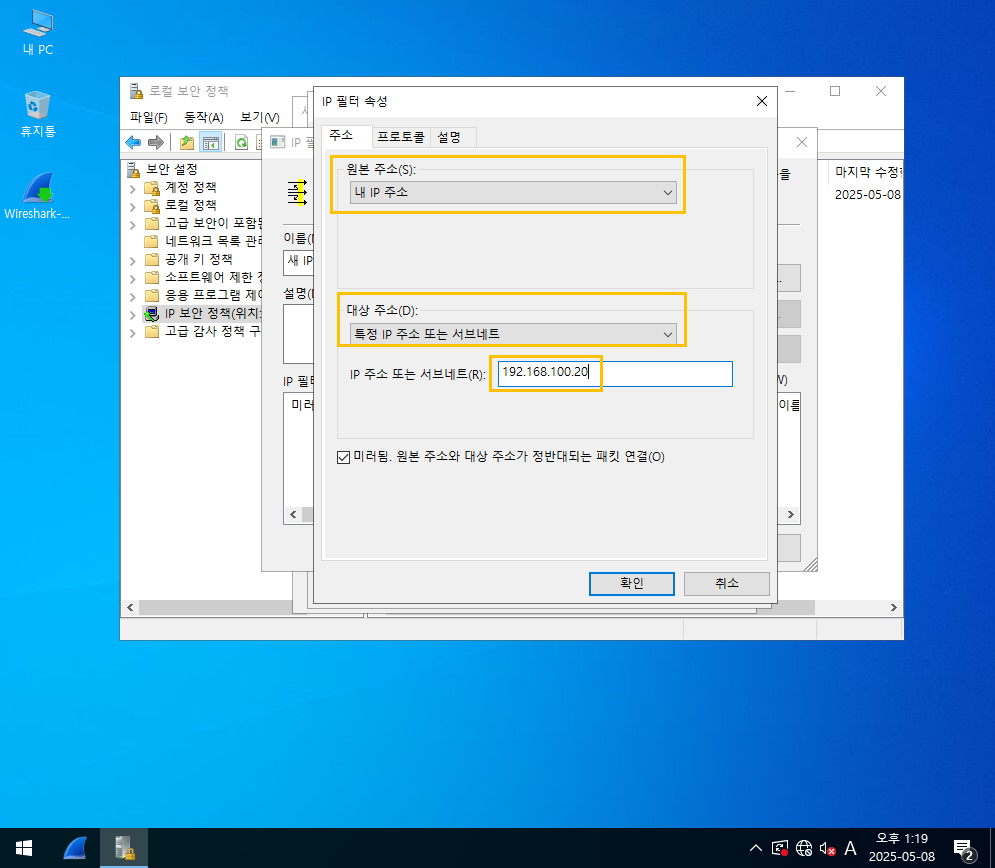 내 PC
휴지통
Wireshark-...
로컬 보안 정책
파일(F) 동작(A) 보기(V)
보안 설정
계정 정책
로컬 정책
고급 보안이 포함된
네트워크 목록 관리
공개 키 정책
소프트웨어 제한 정
응용 프로그램 제어
IP 보안 정책(위치:
고급 감사 정책 구
마지막 수정한
2025-05-08
IP 필
을
이름(
새 IP
설명(
IP 필터
W)
미러
이름
IP 필터 속성
주소 프로토콜 설명
원본 주소(S):
내 IP 주소
대상 주소(D):
특정 IP 주소 또는 서브네트
IP 주소 또는 서브네트(R): 192.168.100.20
미러됨. 원본 주소와 대상 주소가 정반대되는 패킷 연결(O)
확인 취소
A
오후 1:19
2025-05-08
2